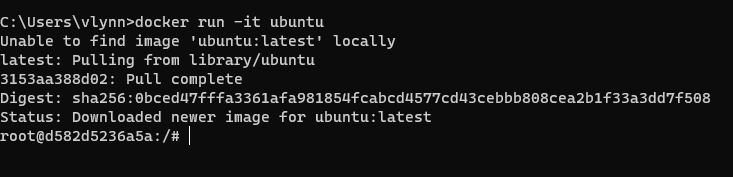 C:\Users\vlynn>docker run -it ubuntu
Unable to find image 'ubuntu:latest' locally
latest: Pulling from library/ubuntu
3153aa388d02: Pull complete
Digest: sha256:0bced47fffa3361afa981854fcabcd4577cd43cebbb808cea2b1f33a3dd7f508
Status: Downloaded newer image for ubuntu:latest
root@d582d5236a5a:/#